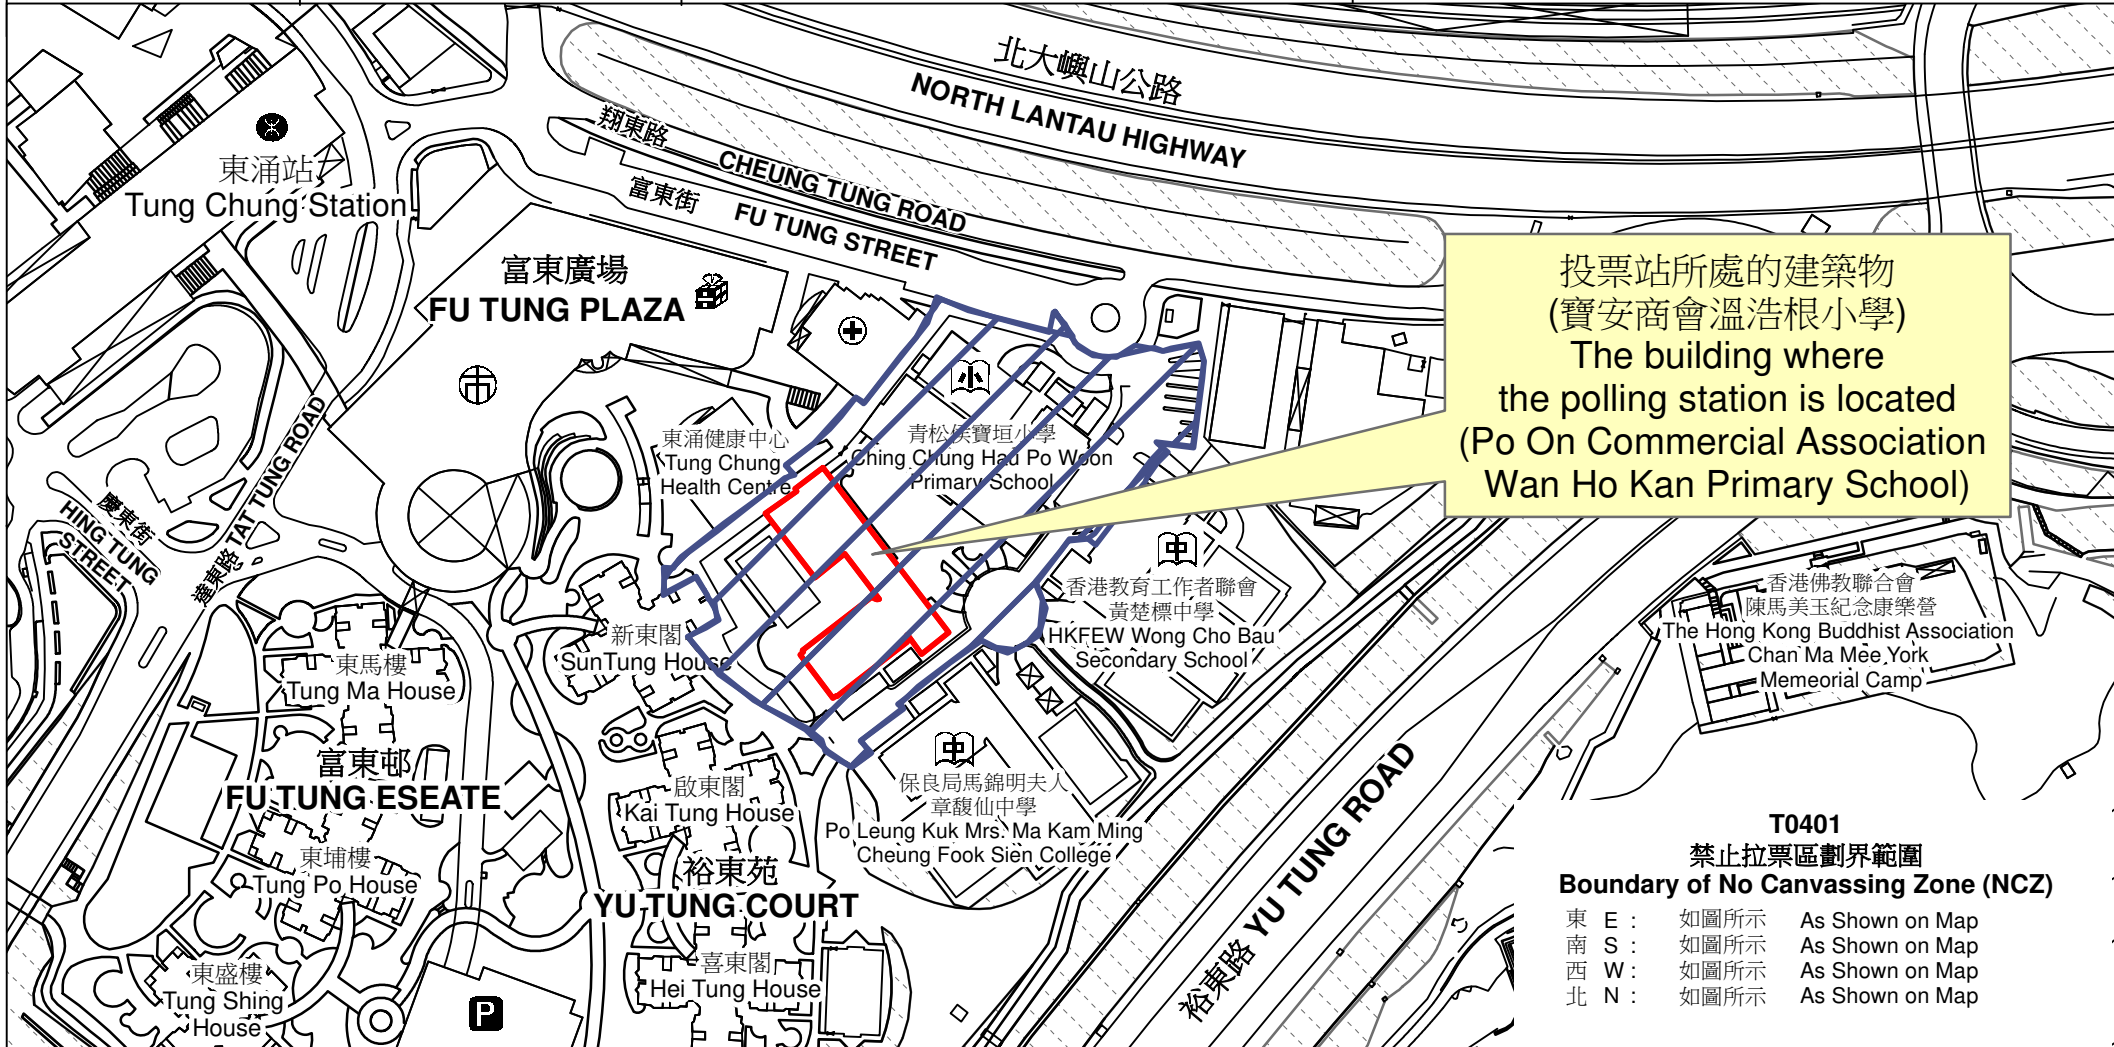 北大嶼山公路
NORTH LANTAU HIGHWAY
翔東路
CHEUNG TUNG ROAD
富東街
FU TUNG STREET
東涌站
Tung Chung Station
富東廣場
FU TUNG PLAZA
市
小
投票站所處的建築物
(寶安商會溫浩根小學)
The building where
the polling station is located
(Po On Commercial Association
Wan Ho Kan Primary School)
東涌健康中心
Tung Chung
Health Centre
青松侯寶垣小學
Ching Chung Hau Po Woon
Primary School
慶東街
HING TUNG
STREET
達東路 TAT TUNG ROAD
中
香港教育工作者聯會
黃楚標中學
HKFEW Wong Cho Bau
Secondary School
香港佛教聯合會
陳馬美玉紀念康樂營
The Hong Kong Buddhist Association
Chan Ma Mee York
Memeorial Camp
新東閣
SunTung House
東馬樓
Tung Ma House
富東邨
FU TUNG ESEATE
東埔樓
Tung Po House
啟東閣
Kai Tung House
中
保良局馬錦明夫人
章馥仙中學
Po Leung Kuk Mrs. Ma Kam Ming
Cheung Fook Sien College
裕東苑
YU TUNG COURT
喜東閣
Hei Tung House
東盛樓
Tung Shing
House
P
裕東路 YU TUNG ROAD
T0401
禁止拉票區劃界範圍
Boundary of No Canvassing Zone (NCZ)
東 E : 如圖所示 As Shown on Map
南 S : 如圖所示 As Shown on Map
西 W : 如圖所示 As Shown on Map
北 N : 如圖所示 As Shown on Map